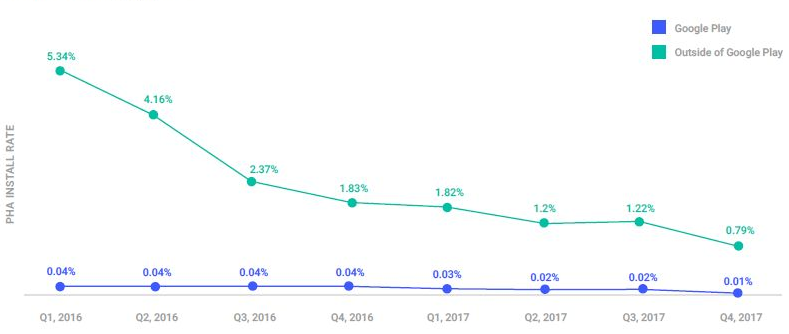 Google Play
Outside of Google Play
PHA INSTALL RATE
5.34%
4.16%
2.37%
1.83%
1.82%
1.2%
1.22%
0.79%
0.04%
0.04%
0.04%
0.04%
0.03%
0.02%
0.02%
0.01%
Q1, 2016
Q2, 2016
Q3, 2016
Q4, 2016
Q1, 2017
Q2, 2017
Q3, 2017
Q4, 2017